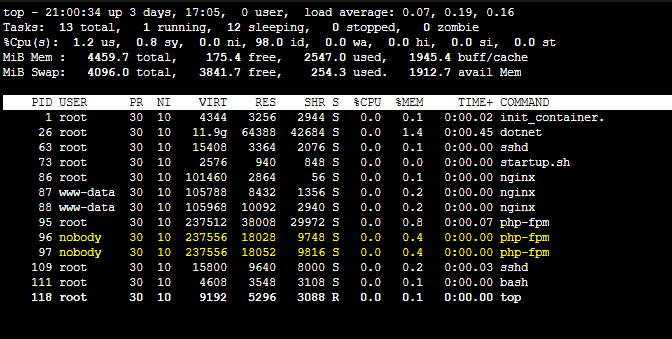 top - 21:00:34 up 3 days, 17:05,  0 user,  load average: 0.07, 0.19, 0.16
Tasks:  13 total,   1 running,  12 sleeping,   0 stopped,   0 zombie
%Cpu(s):  1.2 us,  0.8 sy,  0.0 ni, 98.0 id,  0.0 wa,  0.0 hi,  0.0 si,  0.0 st
MiB Mem :   4459.7 total,    175.4 free,   2547.0 used,   1945.4 buff/cache
MiB Swap:   4096.0 total,   3841.7 free,    254.3 used.   1912.7 avail Mem
PID USER      PR  NI    VIRT    RES    SHR S  %CPU  %MEM     TIME+ COMMAND
1 root      30  10    4344   3256   2944 S   0.0   0.1   0:00.02 init_container.
26 root      30  10   11.9g  64388  42684 S   0.0   1.4   0:00.45 dotnet
63 root      30  10   15408   3364   2076 S   0.0   0.1   0:00.00 sshd
73 root      30  10    2576    940    848 S   0.0   0.0   0:00.00 startup.sh
86 root      30  10  101460   2864     56 S   0.0   0.1   0:00.00 nginx
87 www-data  30  10  105788   8432   1356 S   0.0   0.2   0:00.00 nginx
88 www-data  30  10  105968  10092   2940 S   0.0   0.2   0:00.00 nginx
95 root      30  10  237512  38008  29972 S   0.0   0.8   0:00.07 php-fpm
96 nobody    30  10  237556  18028   9748 S   0.0   0.4   0:00.00 php-fpm
97 nobody    30  10  237556  18052   9816 S   0.0   0.4   0:00.00 php-fpm
109 root      30  10   15800   9640   8000 S   0.0   0.2   0:00.03 sshd
111 root      30  10    4608   3548   3108 S   0.0   0.1   0:00.00 bash
118 root      30  10    9192   5296   3088 R   0.0   0.1   0:00.00 top